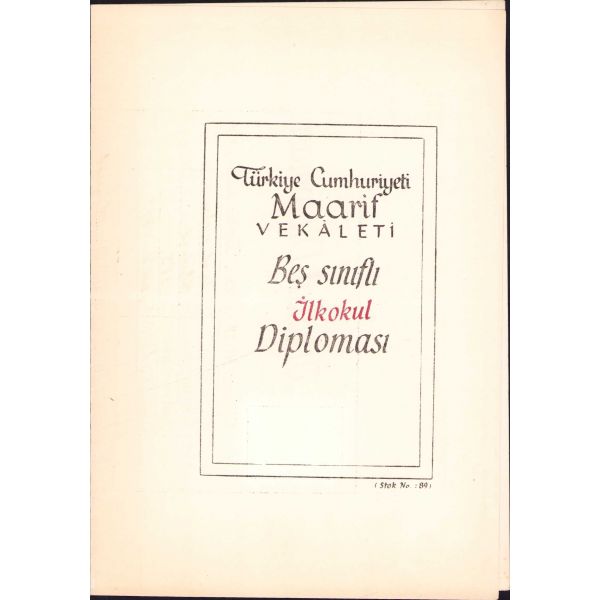 Türkiye Cumhuriyeti
Maarif
VEKÂLETİ
Beş sınıflı
İlkokul
Diploması
(Stok No. : 89)